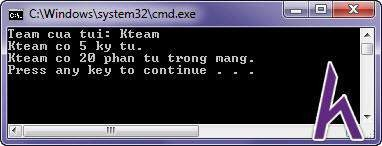 C:\Windows\system32\cmd.exe
Team cua tui: Kteam
Kteam co 5 ky tu.
Kteam co 20 phan tu trong mang.
Press any key to continue . . .